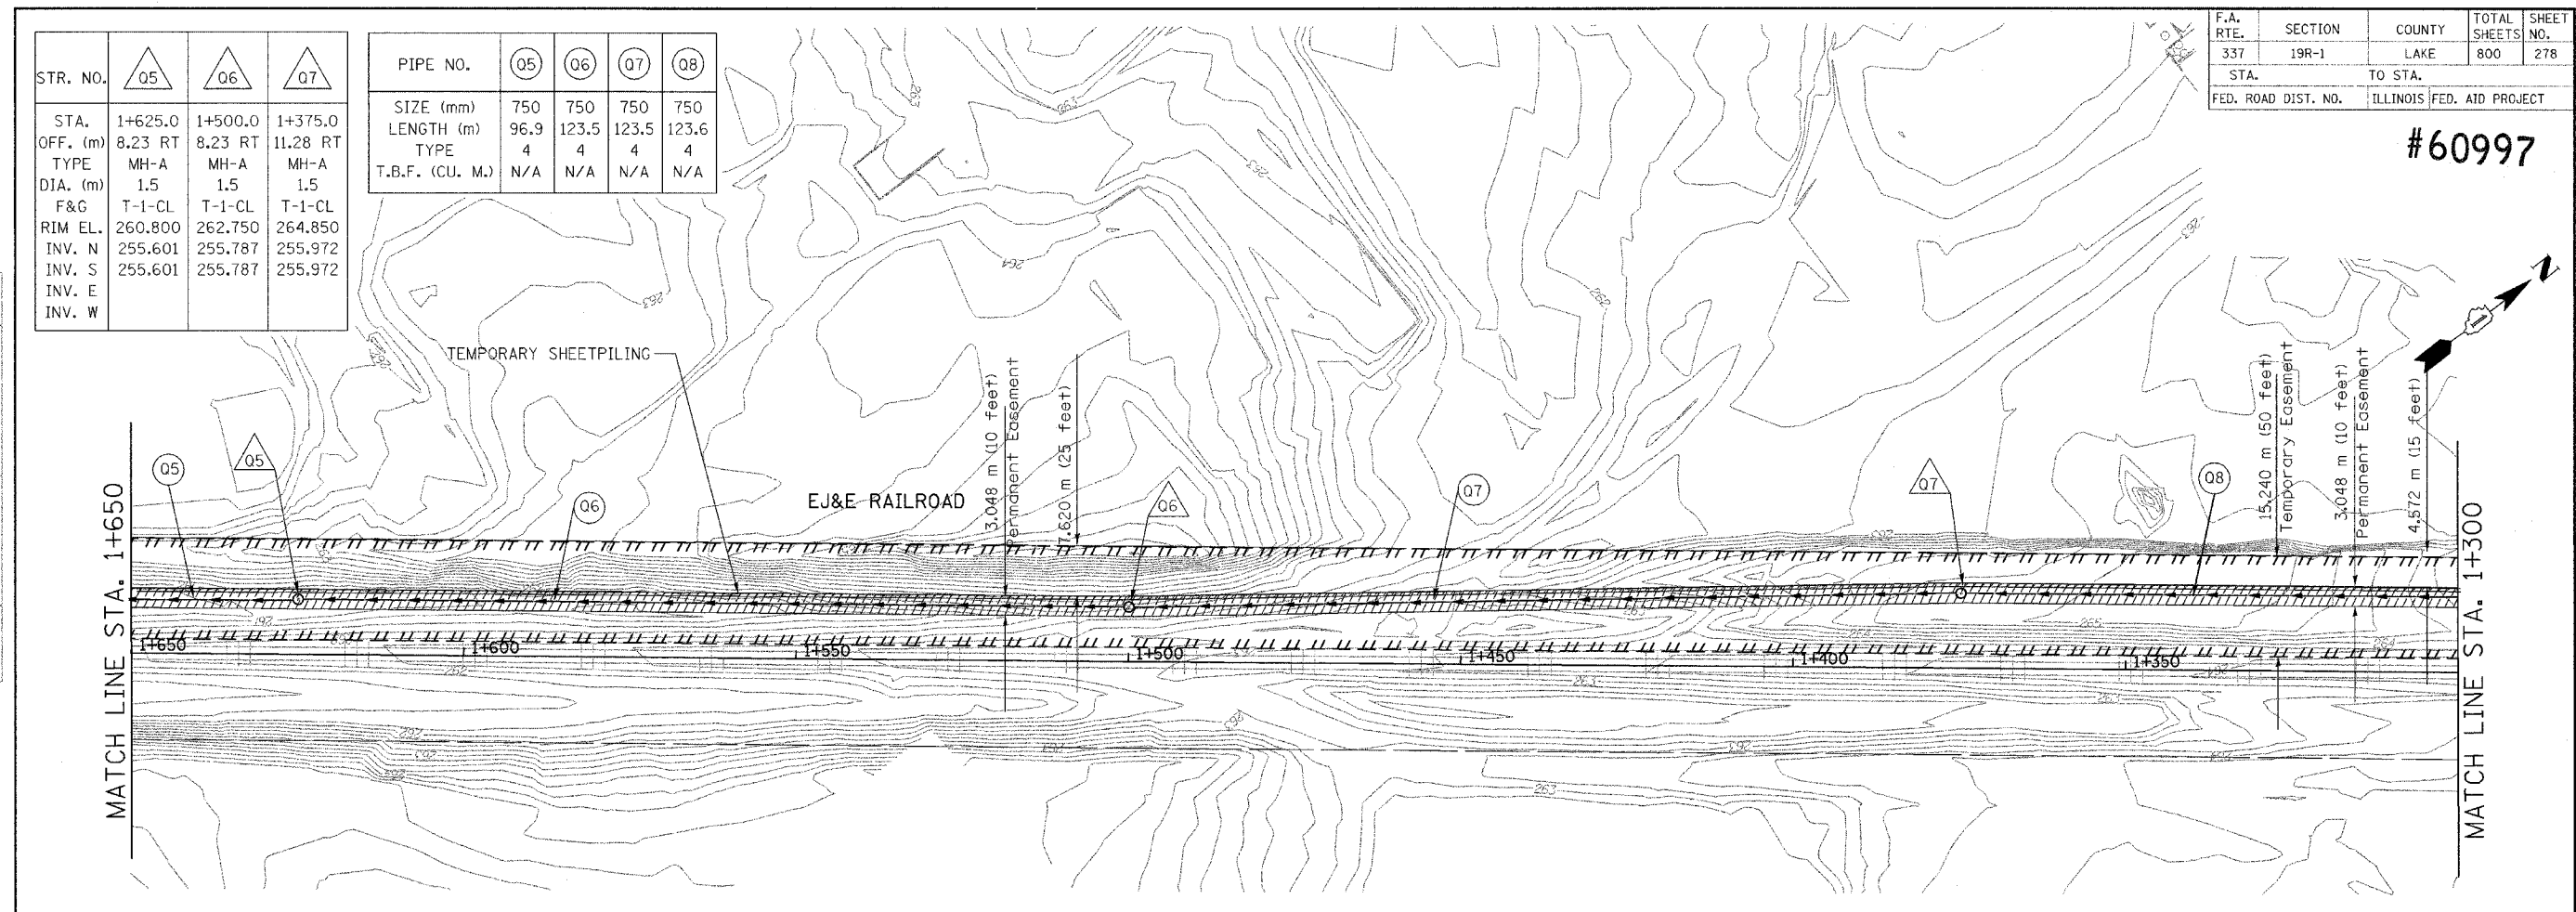 STR. NO. Q5 Q6 Q7
STA. 1+625.0 1+500.0 1+375.0
OFF. (m) 8.23 RT 8.23 RT 11.28 RT
TYPE MH-A MH-A MH-A
DIA. (m) 1.5 1.5 1.5
F&G T-1-CL T-1-CL T-1-CL
RIM EL. 260.800 262.750 264.850
INV. N 255.601 255.787 255.972
INV. S 255.601 255.787 255.972
INV. E
INV. W
PIPE NO. Q5 Q6 Q7 Q8
SIZE (mm) 750 750 750 750
LENGTH (m) 96.9 123.5 123.5 123.6
TYPE 4 4 4 4
T.B.F. (CU. M.) N/A N/A N/A N/A
F.A. RTE. SECTION COUNTY TOTAL SHEETS SHEET NO.
337 19R-1 LAKE 800 278
STA. TO STA.
FED. ROAD DIST. NO. ILLINOIS FED. AID PROJECT
#60997
N
263
263
264
263
262
263
TEMPORARY SHEETPILING
3.048 m (10 feet)
Permanent Easement
7.620 m (25 feet)
15.240 m (50 feet)
Temporary Easement
3.048 m (10 feet)
Permanent Easement
4.572 m (15 feet)
Q5
Q5
Q6
EJ&E RAILROAD
Q6
Q7
Q7
Q8
MATCH LINE STA. 1+650
MATCH LINE STA. 1+300
1+650
1+600
1+550
1+500
1+450
1+400
1+350
263
263